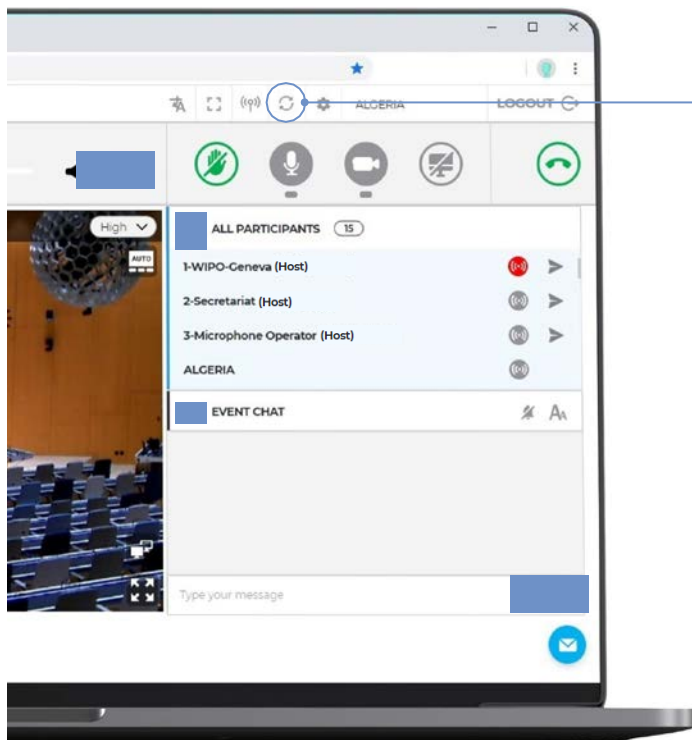 ALGERIA LOGOUT
High
AUTO
ALL PARTICIPANTS 15
1-WIPO-Geneva (Host)
2-Secretariat (Host)
3-Microphone Operator (Host)
ALGERIA
EVENT CHAT AA
Type your message